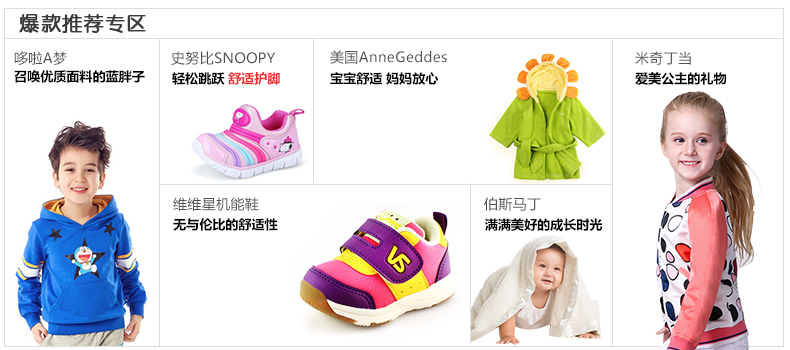 爆款推荐专区
哆啦A梦
召唤优质面料的蓝胖子
史努比SNOOPY
轻松跳跃 舒适护脚
美国AnneGeddes
宝宝舒适 妈妈放心
米奇丁当
爱美公主的礼物
维维星机能鞋
无与伦比的舒适性
VS
伯斯马丁
满满美好的成长时光